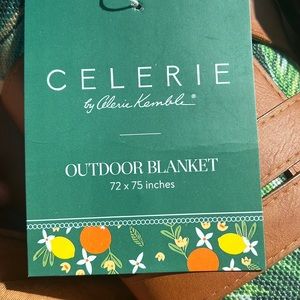 CELERIE
by Celerie Kemble®
OUTDOOR BLANKET
72 x 75 inches